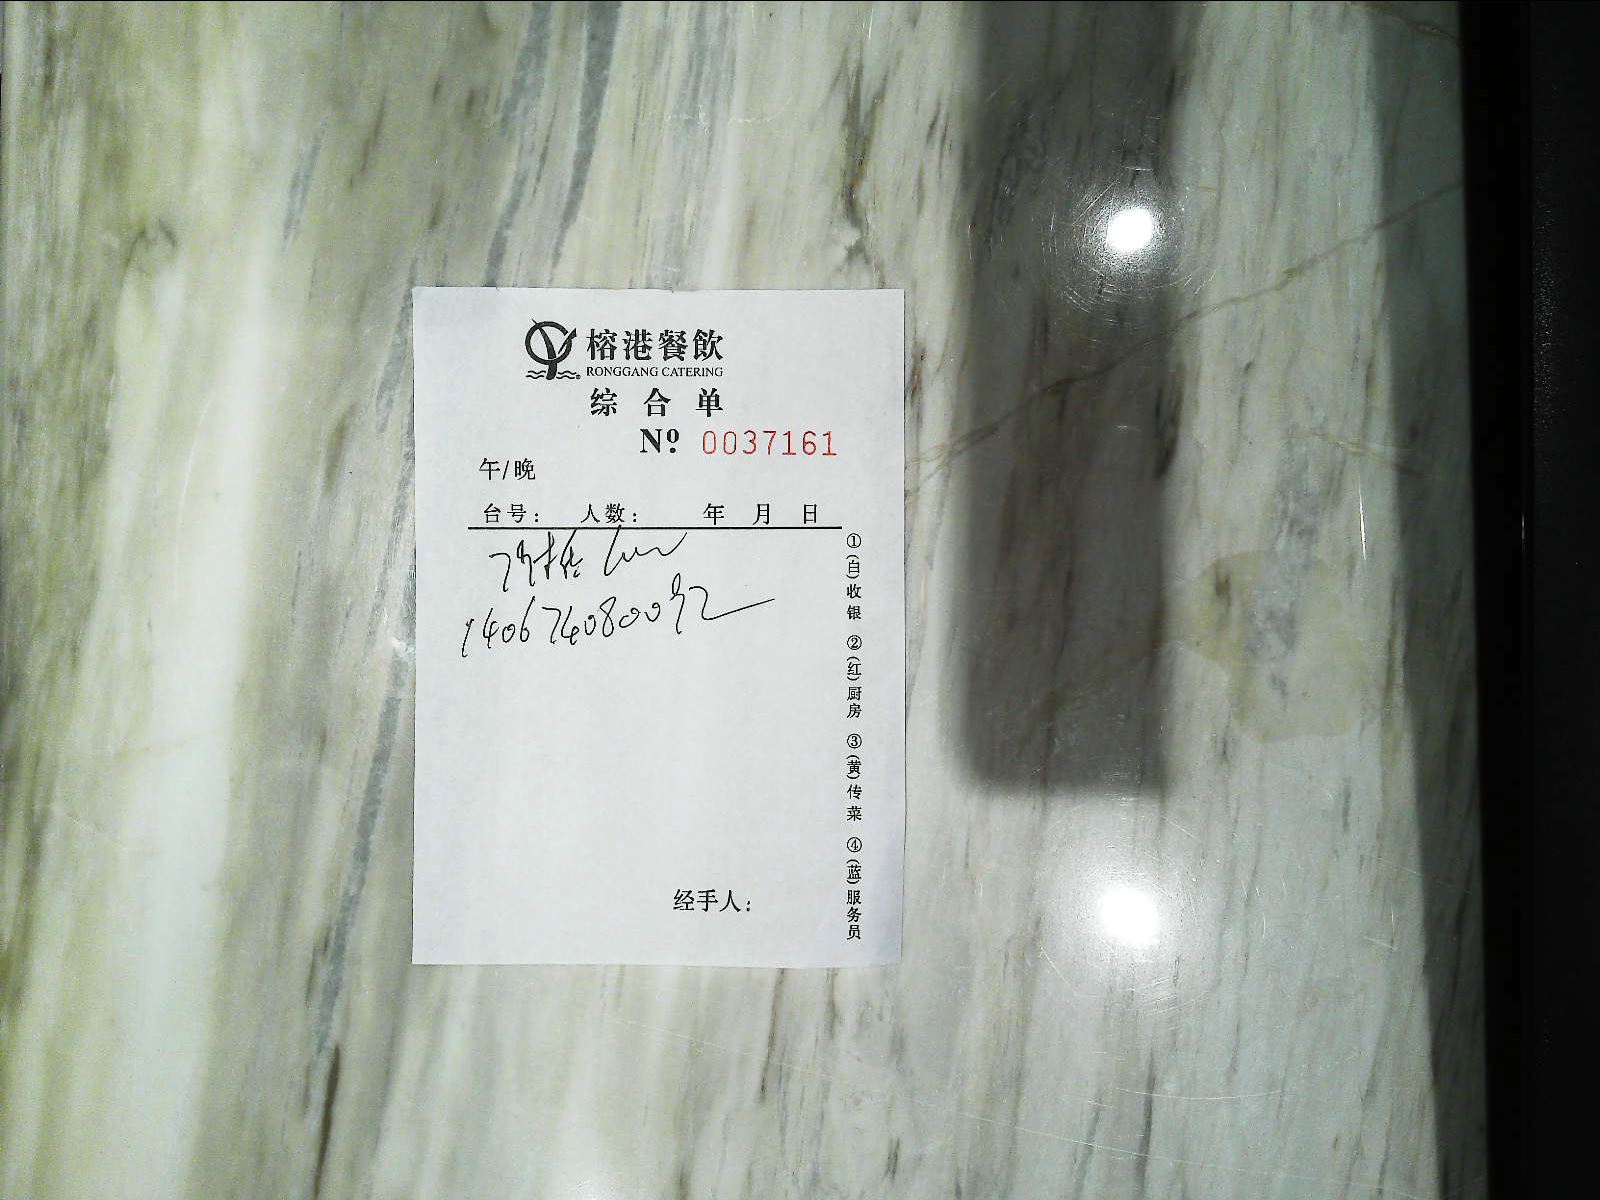 榕港餐飲
RONGGANG CATERING
综合单
Nº 0037161
午/晚
台号： 人数： 年 月 日
1406740800
①(白)收银 ②(红)厨房 ③(黄)传菜 ④(蓝)服务员
经手人：